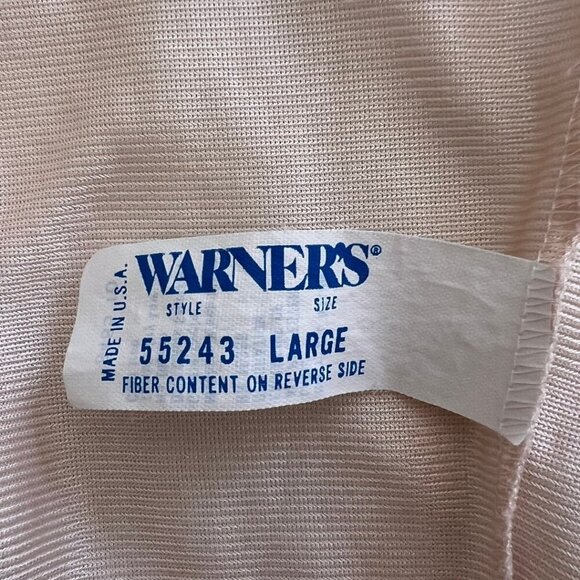 MADE IN U.S.A.
WARNER'S®
STYLE SIZE
55243 LARGE
FIBER CONTENT ON REVERSE SIDE